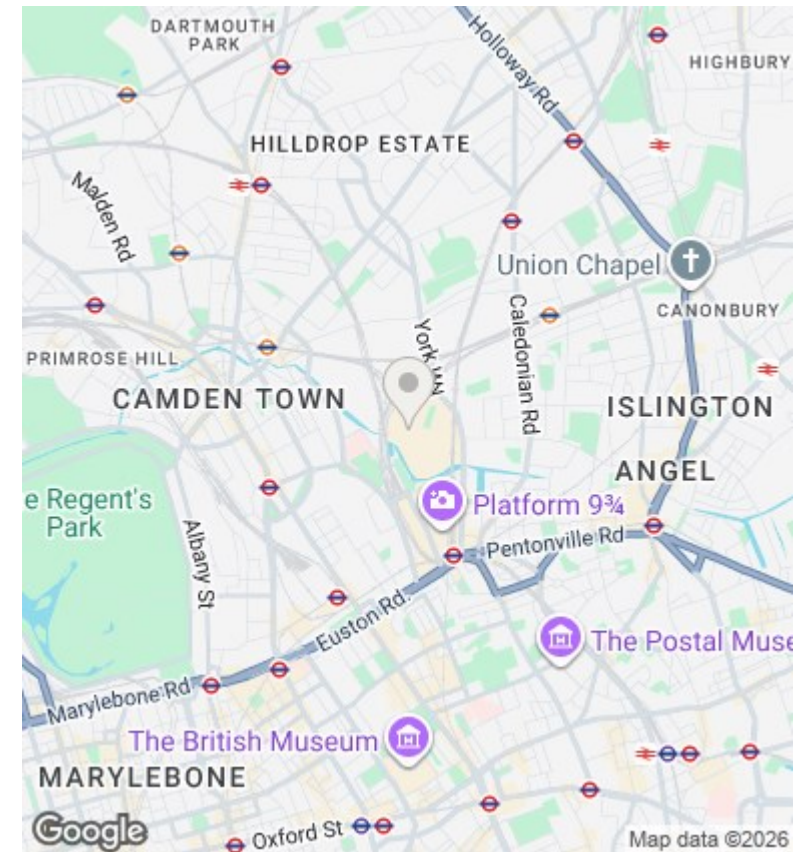 DARTMOUTH
PARK
Holloway Rd
HIGHBURY
HILLDROP ESTATE
Malden Rd
Union Chapel
CANONBURY
York W
Caledonian Rd
PRIMROSE HILL
CAMDEN TOWN
ISLINGTON
ANGEL
e Regent's
Park
Platform 9¾
Albany St
Pentonville Rd
Euston Rd
The Postal Muse
Marylebone Rd
The British Museum
MARYLEBONE
Oxford St
Google
Map data ©2026